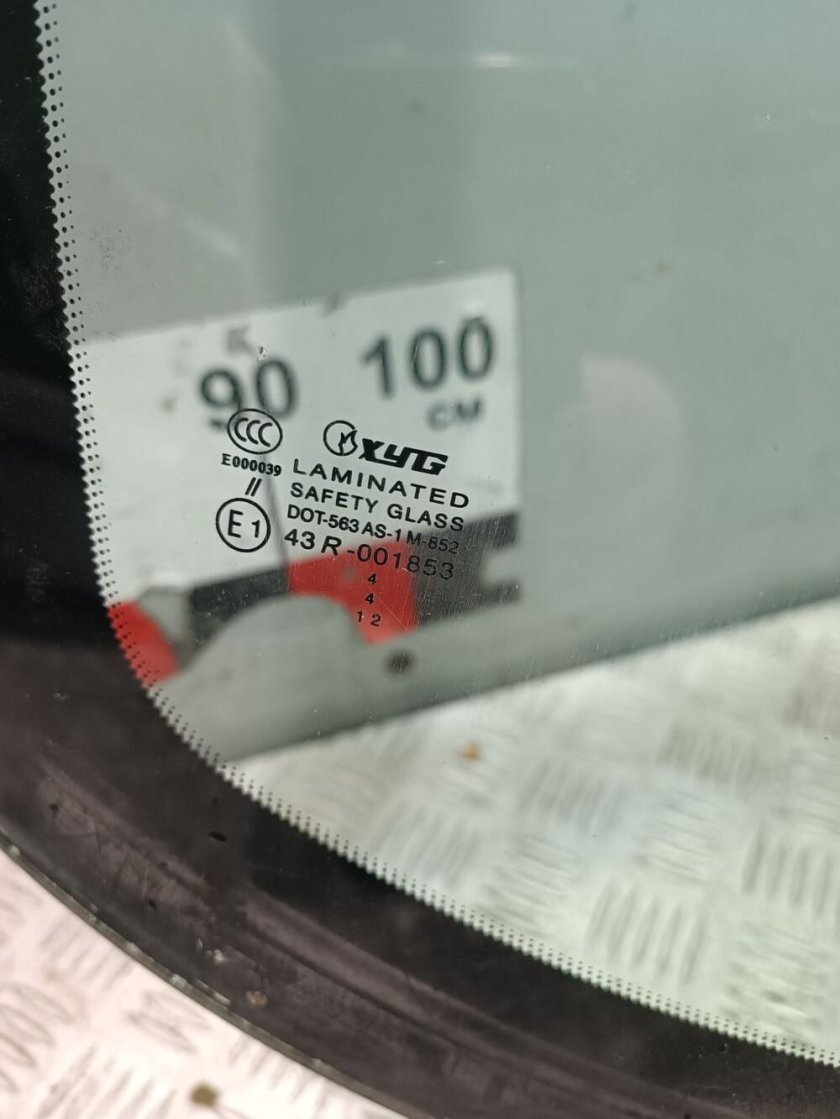 90 100
CM
CCC
XYG
E000039
LAMINATED
//
SAFETY GLASS
E1
DOT-563 AS-1 M-852
43 R-001853
4
4
1 2